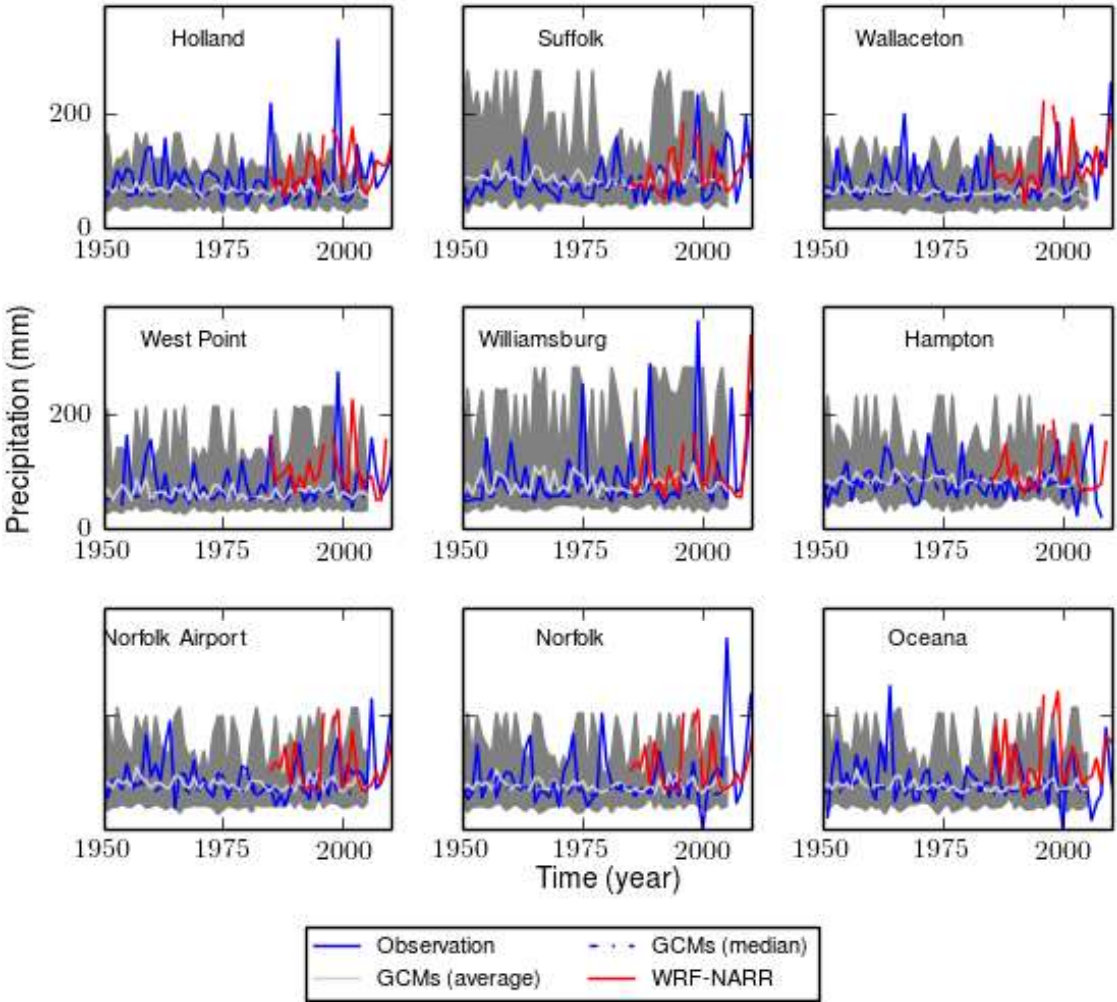 Holland
Suffolk
Wallaceton
200
0
1950 1975 2000
1950 1975 2000
1950 1975 2000
West Point
Williamsburg
Hampton
200
0
1950 1975 2000
1950 1975 2000
1950 1975 2000
Precipitation (mm)
Norfolk Airport
Norfolk
Oceana
1950 1975 2000
1950 1975 2000
1950 1975 2000
Time (year)
Observation
GCMs (median)
GCMs (average)
WRF-NARR